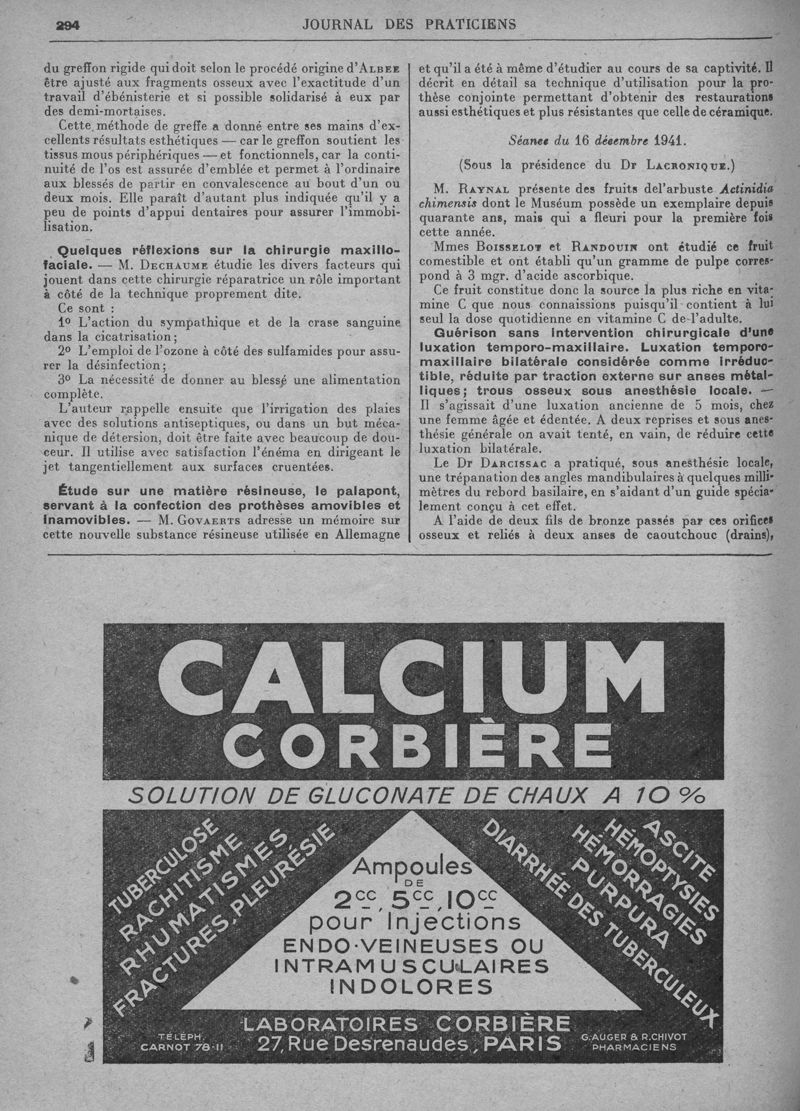 294
JOURNAL DES PRATICIENS
du greffon rigide qui doit selon le procédé origine d'ALBEE
être ajusté aux fragments osseux avec l'exactitude d'un
travail d'ébénisterie et si possible solidarisé à eux par
des demi-mortaises.
Cette méthode de greffe a donné entre ses mains d'ex-
cellents résultats esthétiques — car le greffon soutient les
tissus mous périphériques — et fonctionnels, car la conti-
nuité de l'os est assurée d'emblée et permet à l'ordinaire
aux blessés de partir en convalescence au bout d'un ou
deux mois. Elle paraît d'autant plus indiquée qu'il y a
peu de points d'appui dentaires pour assurer l'immobi-
lisation.
Quelques réflexions sur la chirurgie maxillo-
faciale. — M. DECHAUME étudie les divers facteurs qui
jouent dans cette chirurgie réparatrice un rôle important
à côté de la technique proprement dite.
Ce sont :
1º L'action du sympathique et de la crase sanguine
dans la cicatrisation ;
2º L'emploi de l'ozone à côté des sulfamides pour assu-
rer la désinfection ;
3º La nécessité de donner au blessé une alimentation
complète.
L'auteur rappelle ensuite que l'irrigation des plaies
avec des solutions antiseptiques, ou dans un but méca-
nique de détersion, doit être faite avec beaucoup de dou-
ceur. Il utilise avec satisfaction l'énéma en dirigeant le
jet tangentiellement aux surfaces cruentées.
Étude sur une matière résineuse, le palapont,
servant à la confection des prothèses amovibles et
inamovibles. — M. GOVAERTS adresse un mémoire sur
cette nouvelle substance résineuse utilisée en Allemagne
et qu'il a été à même d'étudier au cours de sa captivité. Il
décrit en détail sa technique d'utilisation pour la pro-
thèse conjointe permettant d'obtenir des restaurations
aussi esthétiques et plus résistantes que celle de céramique.
Séance du 16 décembre 1941.
(Sous la présidence du Dr LACRONIQUE.)
M. RAYNAL présente des fruits del'arbuste Actinidia
chimensis dont le Muséum possède un exemplaire depuis
quarante ans, mais qui a fleuri pour la première fois
cette année.
Mmes BOISSELOT et RANDOUIN ont étudié ce fruit
comestible et ont établi qu'un gramme de pulpe corres-
pond à 3 mgr. d'acide ascorbique.
Ce fruit constitue donc la source la plus riche en vita-
mine C que nous connaissions puisqu'il contient à lui
seul la dose quotidienne en vitamine C de l'adulte.
Guérison sans intervention chirurgicale d'une
luxation temporo-maxillaire. Luxation temporo-
maxillaire bilatérale considérée comme irréduc-
tible, réduite par traction externe sur anses métal-
liques ; trous osseux sous anesthésie locale. —
Il s'agissait d'une luxation ancienne de 5 mois, chez
une femme âgée et édentée. A deux reprises et sous anes-
thésie générale on avait tenté, en vain, de réduire cette
luxation bilatérale.
Le Dr DARCISSAC a pratiqué, sous anesthésie locale,
une trépanation des angles mandibulaires à quelques milli-
mètres du rebord basilaire, en s'aidant d'un guide spécia-
lement conçu à cet effet.
A l'aide de deux fils de bronze passés par ces orifices
osseux et reliés à deux anses de caoutchouc (drains),
CALCIUM
CORBIÈRE
SOLUTION DE GLUCONATE DE CHAUX A 10 %
TUBERCULOSE
RACHITISME
RHUMATISMES
FRACTURES, PLEURÉSIE
Ampoules
DE
2cc, 5cc, 10cc
pour Injections
ENDO-VEINEUSES OU
INTRAMUSCULAIRES
INDOLORES
ASCITE
HÉMOPTYSIES
HÉMORRAGIES
PURPURA
DIARRHÉE DES TUBERCULEUX
TÉLÉPH.
CARNOT 78-11
LABORATOIRES CORBIÈRE
27, Rue Desrenaudes, PARIS
G. AUGER & R. CHIVOT
PHARMACIENS